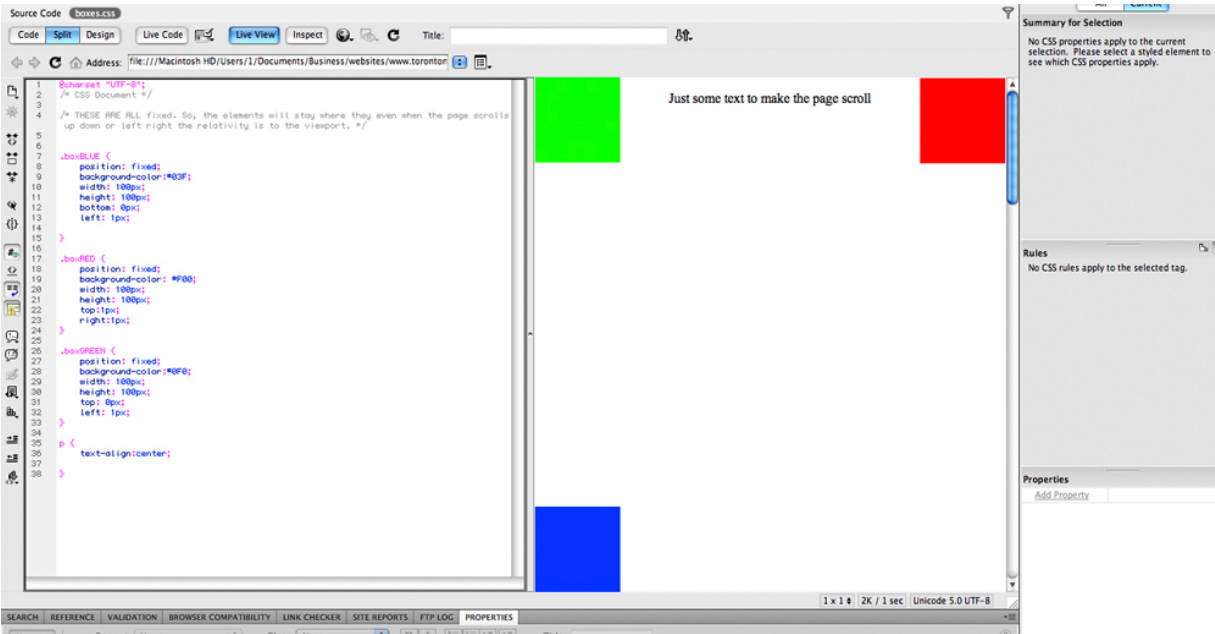 Source Code boxes.css
Code Split Design Live Code Live View Inspect Title:
Address: file:///Macintosh HD/Users/1/Documents/Business/websites/www.toronton
1 @charset "UTF-8";
2 /* CSS Document */
3
4 /* THESE ARE ALL fixed. So, the elements will stay where they even when the page scrolls
up down or left right the relativity is to the viewport. */
5
6
7 .boxBLUE {
8 position: fixed;
9 background-color:#03F;
10 width: 100px;
11 height: 100px;
12 bottom: 0px;
13 left: 1px;
14
15 }
16
17 .boxRED {
18 position: fixed;
19 background-color: #F00;
20 width: 100px;
21 height: 100px;
22 top:1px;
23 right:1px;
24 }
25
26 .boxGREEN {
27 position: fixed;
28 background-color:#0F0;
29 width: 100px;
30 height: 100px;
31 top: 0px;
32 left: 1px;
33 }
34
35 p {
36 text-align:center;
37
38 }
Just some text to make the page scroll
Current
Summary for Selection
No CSS properties apply to the current
selection. Please select a styled element to
see which CSS properties apply.
Rules
No CSS rules apply to the selected tag.
Properties
Add Property
1 x 1 2K / 1 sec Unicode 5.0 UTF-8
SEARCH REFERENCE VALIDATION BROWSER COMPATIBILITY LINK CHECKER SITE REPORTS FTP LOG PROPERTIES